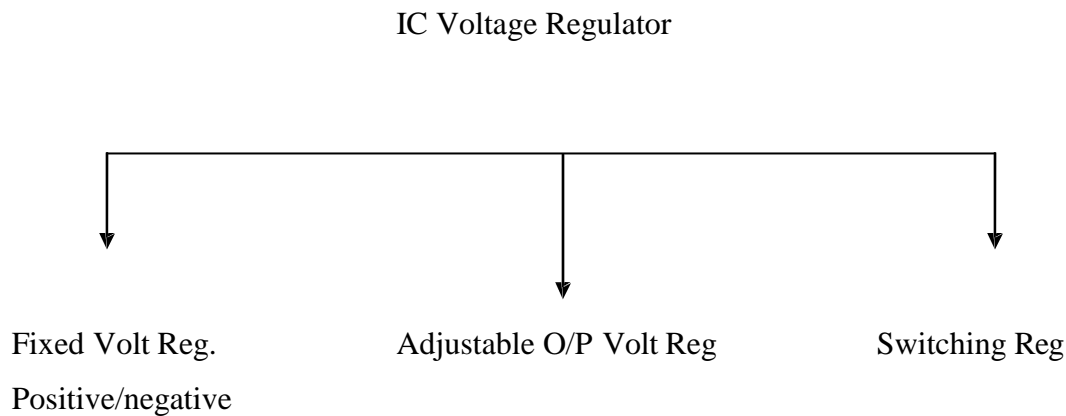 IC Voltage Regulator
Fixed Volt Reg.
Positive/negative
Adjustable O/P Volt Reg
Switching Reg